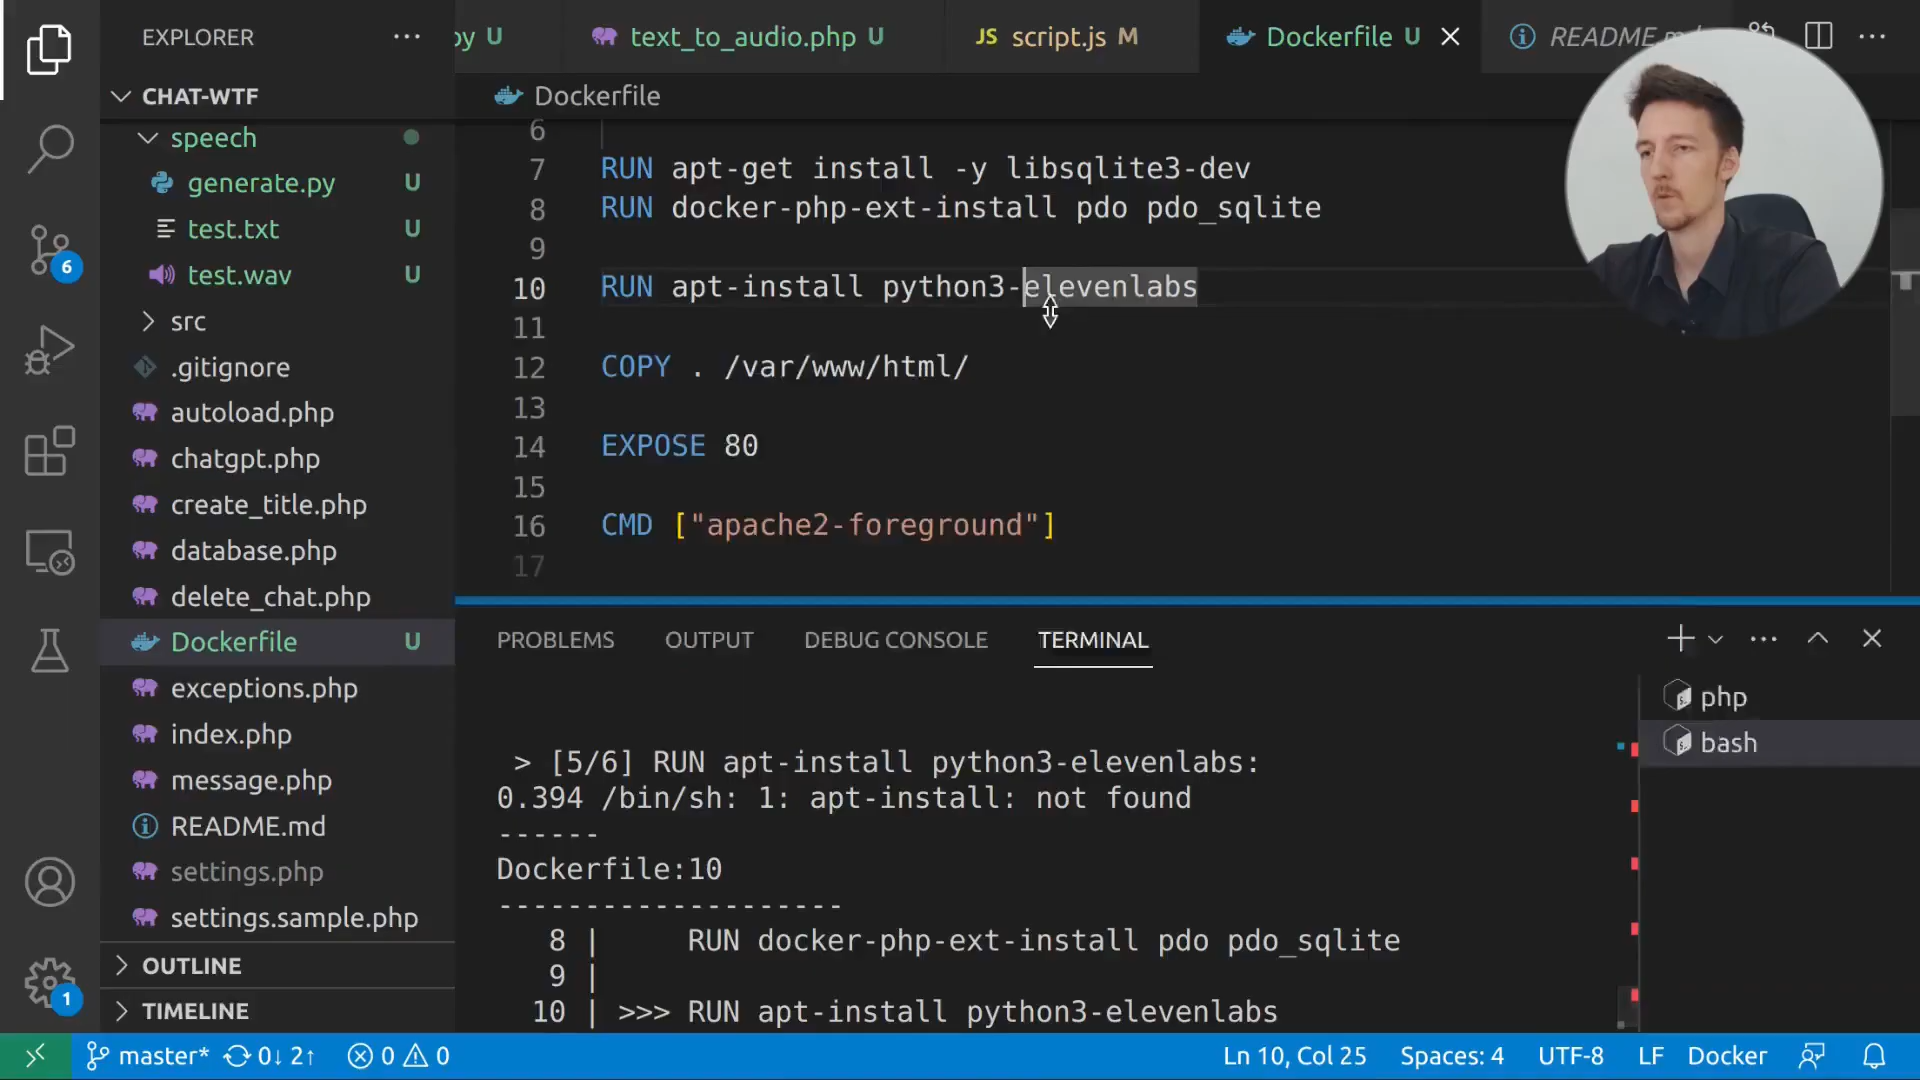 EXPLORER
py U
text_to_audio.php U
JS script.js M
Dockerfile U
README.m
CHAT-WTF
Dockerfile
speech
generate.py U
test.txt U
test.wav U
src
.gitignore
autoload.php
chatgpt.php
create_title.php
database.php
delete_chat.php
Dockerfile U
exceptions.php
index.php
message.php
README.md
settings.php
settings.sample.php
OUTLINE
TIMELINE
6
1
6
7 RUN apt-get install -y libsqlite3-dev
8 RUN docker-php-ext-install pdo pdo_sqlite
9
10 RUN apt-install python3-elevenlabs
11
12 COPY . /var/www/html/
13
14 EXPOSE 80
15
16 CMD ["apache2-foreground"]
17
PROBLEMS OUTPUT DEBUG CONSOLE TERMINAL
php
bash
> [5/6] RUN apt-install python3-elevenlabs:
0.394 /bin/sh: 1: apt-install: not found
------
Dockerfile:10
--------------------
8 | RUN docker-php-ext-install pdo pdo_sqlite
9 |
10 | >>> RUN apt-install python3-elevenlabs
master* 0↓ 2↑ 0 0
Ln 10, Col 25 Spaces: 4 UTF-8 LF Docker